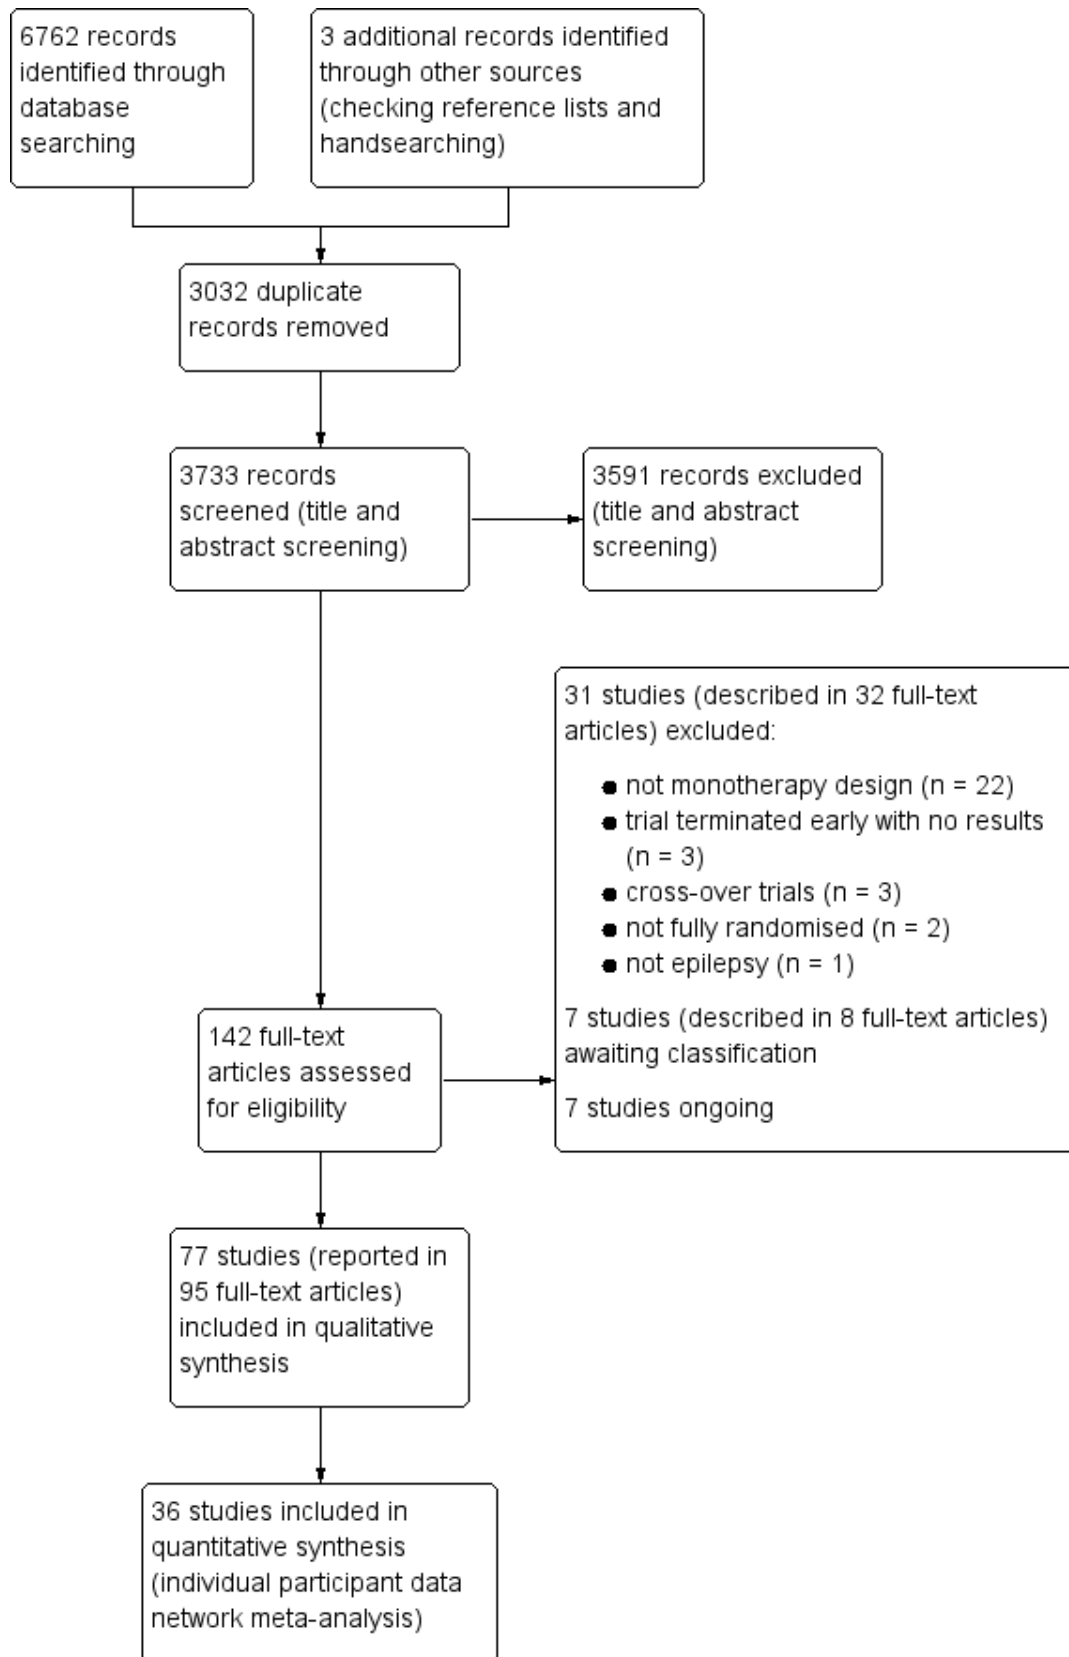 6762 records
identified through
database
searching
3 additional records identified
through other sources
(checking reference lists and
handsearching)
3032 duplicate
records removed
3733 records
screened (title and
abstract screening)
3591 records excluded
(title and abstract
screening)
31 studies (described in 32 full-text
articles) excluded:
● not monotherapy design (n = 22)
● trial terminated early with no results
(n = 3)
● cross-over trials (n = 3)
● not fully randomised (n = 2)
● not epilepsy (n = 1)
7 studies (described in 8 full-text articles)
awaiting classification
7 studies ongoing
142 full-text
articles assessed
for eligibility
77 studies (reported in
95 full-text articles)
included in qualitative
synthesis
36 studies included in
quantitative synthesis
(individual participant data
network meta-analysis)